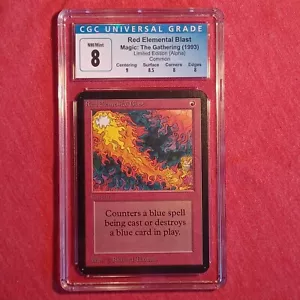 CGC UNIVERSAL GRADE
NM/Mint
8
Red Elemental Blast
Magic: The Gathering (1993)
Limited Edition [Alpha]
Common
Centering Surface Corners Edges
9 8.5 8 8
Red Elemental Blast
Counters a blue spell
being cast or destroys
a blue card in play.